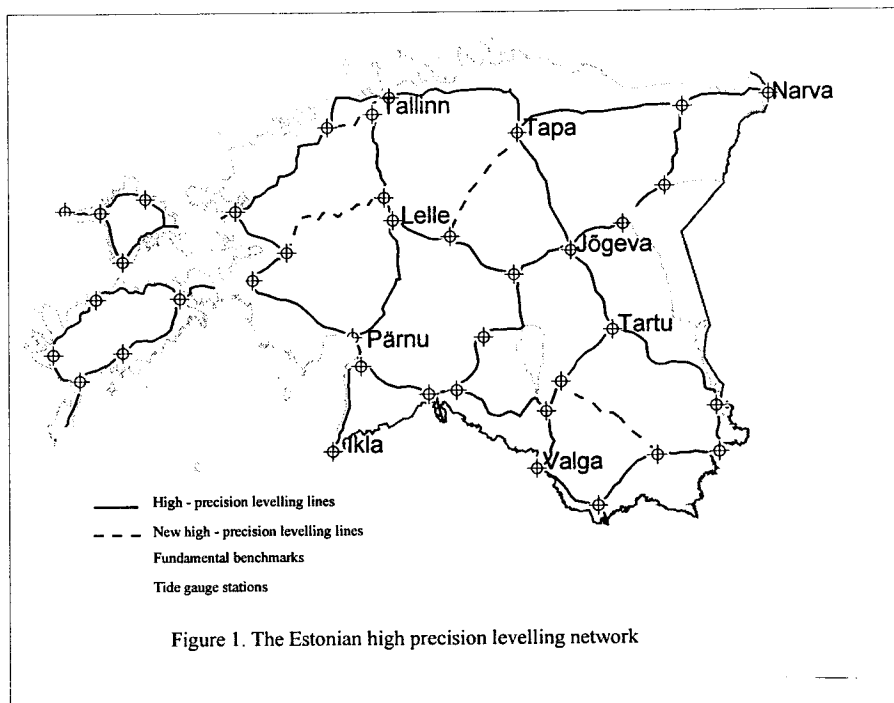 Narva
Tallinn
Tapa
Lelle
Jõgeva
Tartu
Pärnu
Ikla
Valga
High - precision levelling lines
New high - precision levelling lines
Fundamental benchmarks
Tide gauge stations
Figure 1. The Estonian high precision levelling network